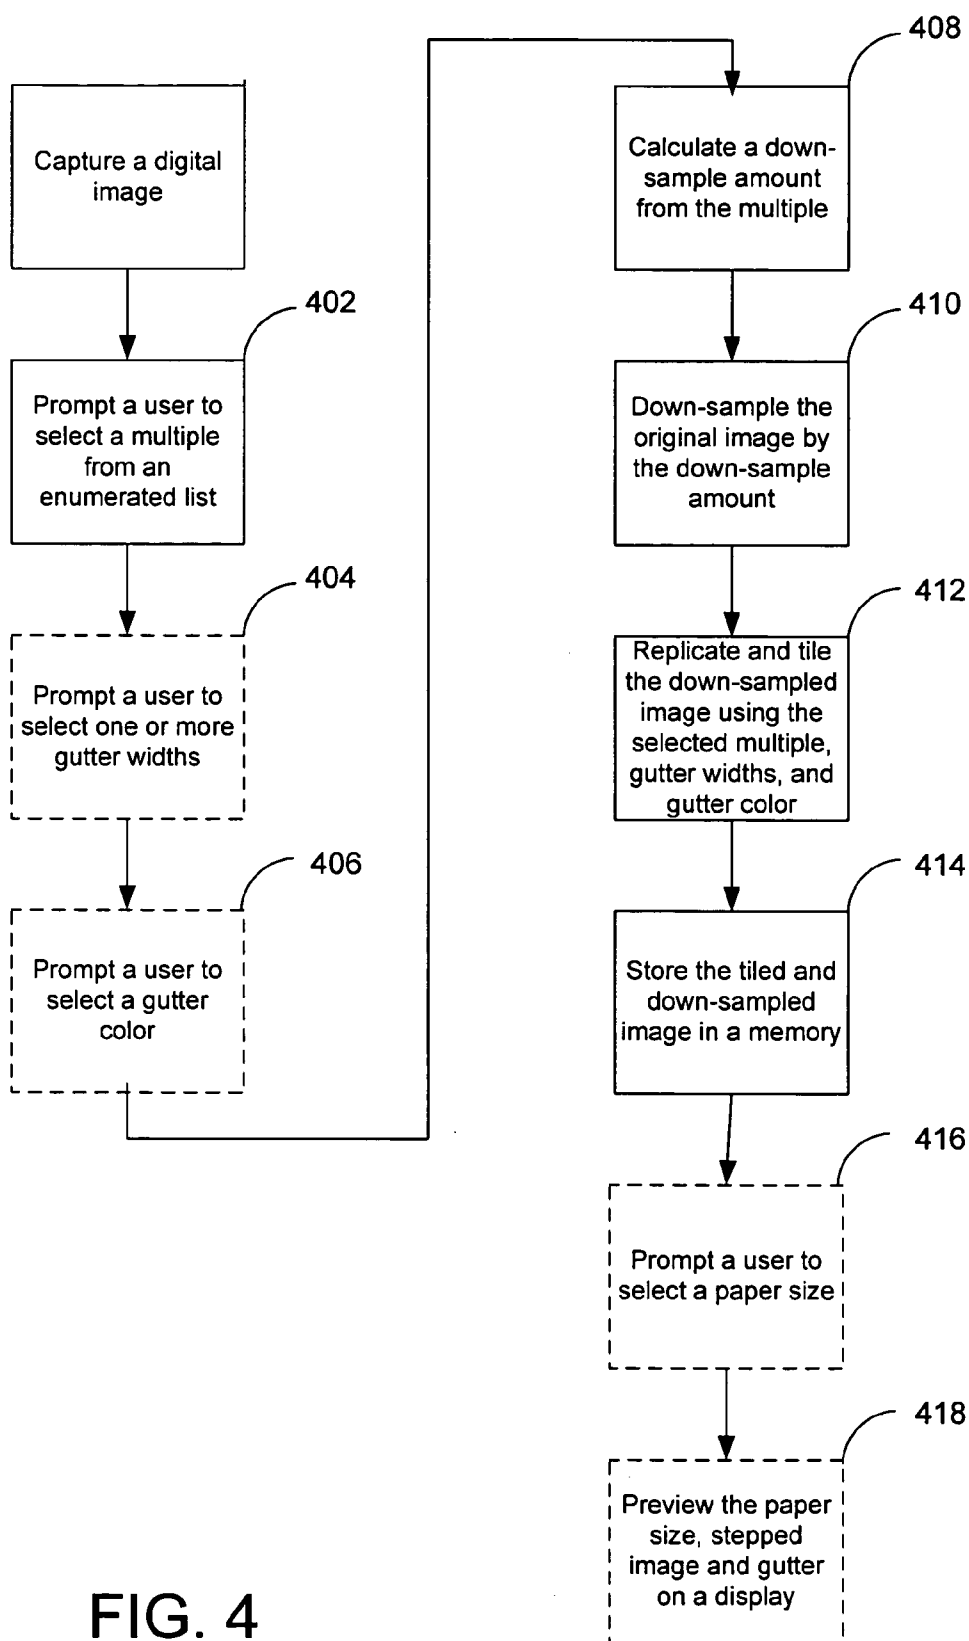 Capture a digital
image
402
Prompt a user to
select a multiple
from an
enumerated list
404
Prompt a user to
select one or more
gutter widths
406
Prompt a user to
select a gutter
color
408
Calculate a down-
sample amount
from the multiple
410
Down-sample the
original image by
the down-sample
amount
412
Replicate and tile
the down-sampled
image using the
selected multiple,
gutter widths, and
gutter color
414
Store the tiled and
down-sampled
image in a memory
416
Prompt a user to
select a paper size
418
Preview the paper
size, stepped
image and gutter
on a display
FIG. 4